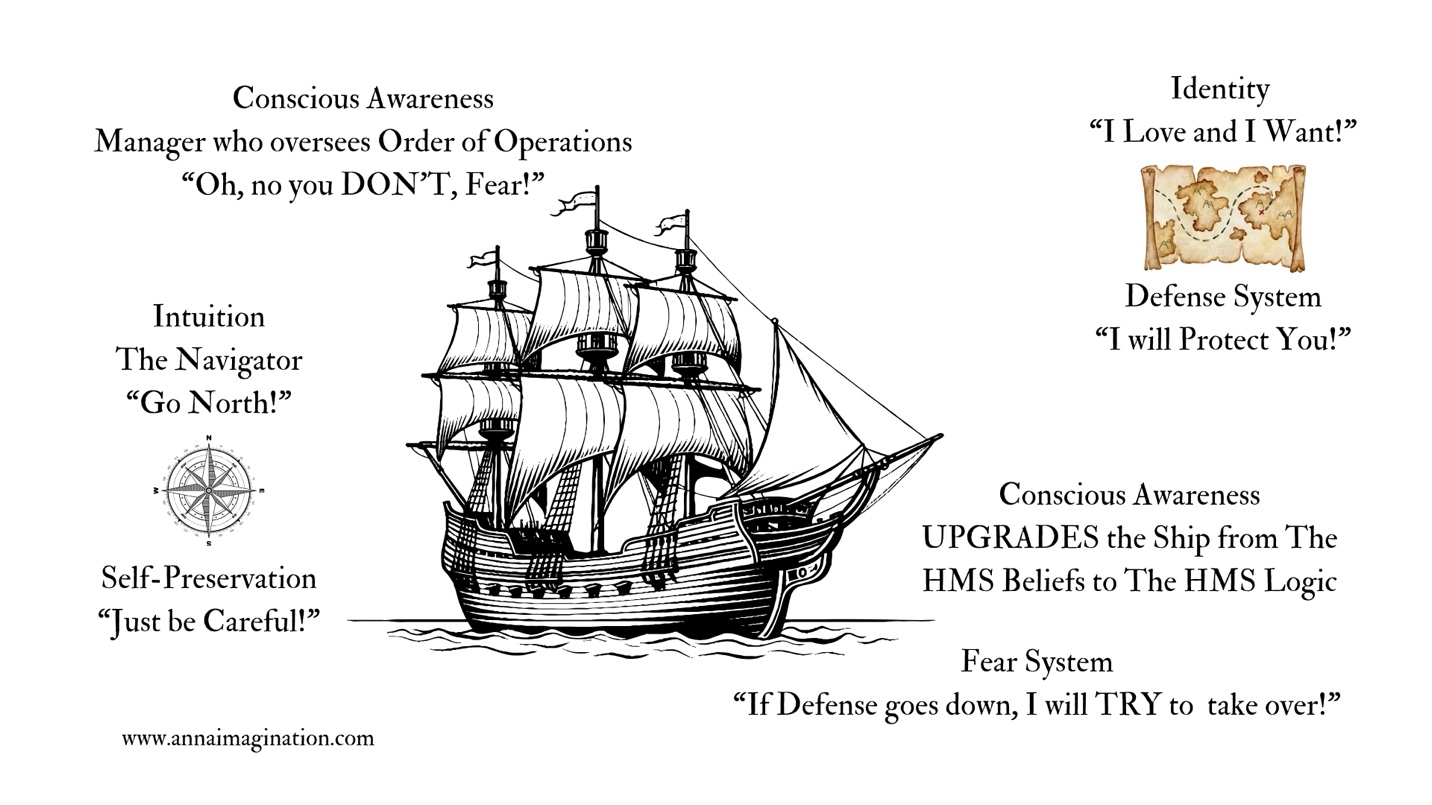 Conscious Awareness
Manager who oversees Order of Operations
“Oh, no you DON’T, Fear!”
Identity
“I Love and I Want!”
Defense System
“I will Protect You!”
Intuition
The Navigator
“Go North!”
N
W
E
S
Self-Preservation
“Just be Careful!”
Conscious Awareness
UPGRADES the Ship from The
HMS Beliefs to The HMS Logic
Fear System
“If Defense goes down, I will TRY to take over!”
www.annaimagination.com